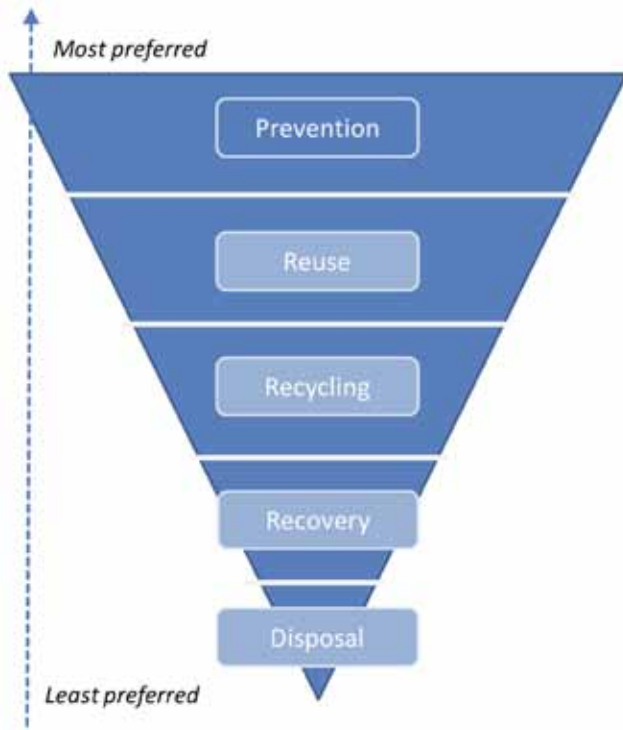 Most preferred
Prevention
Reuse
Recycling
Recovery
Disposal
Least preferred